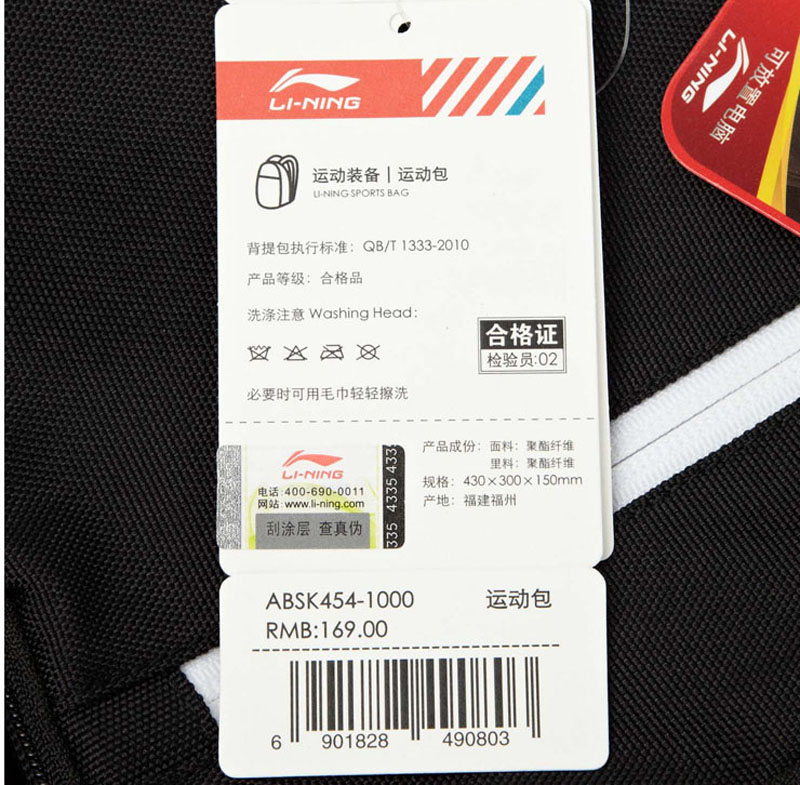 LI-NING
LI-NING
可放置电脑
运动装备|运动包
LI-NING SPORTS BAG
背提包执行标准：QB/T 1333-2010
产品等级：合格品
洗涤注意 Washing Head:
合格证
检验员:02
必要时可用毛巾轻轻擦洗
产品成份：面料：聚酯纤维
里料：聚酯纤维
规格：430×300×150mm
产地：福建福州
LI-NING
电话:400-690-0011
网站:www.li-ning.com
刮涂层 查真伪
335 4335 433
ABSK454-1000 运动包
RMB:169.00
6 901828 490803